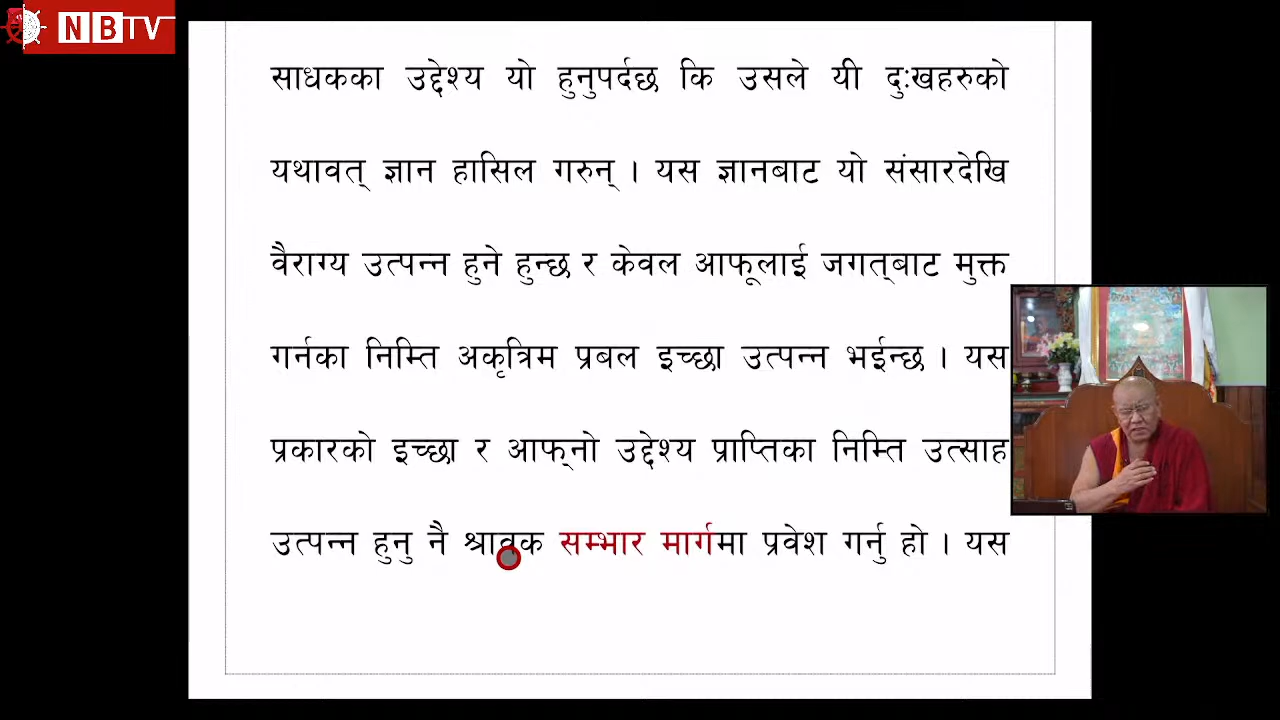 NBTV
साधकका उद्देश्य यो हुनुपर्दछ कि उसले यी दुःखहरुको
यथावत् ज्ञान हासिल गरुन् । यस ज्ञानबाट यो संसारदेखि
वैराग्य उत्पन्न हुने हुन्छ र केवल आफूलाई जगत्‌बाट मुक्त
गर्नका निम्ति अकृत्रिम प्रबल इच्छा उत्पन्न भईन्छ । यस
प्रकारको इच्छा र आफ्‌नो उद्देश्य प्राप्तिका निम्ति उत्साह
उत्पन्न हुनु नै श्रावक सम्भार मार्गमा प्रवेश गर्नु हो । यस